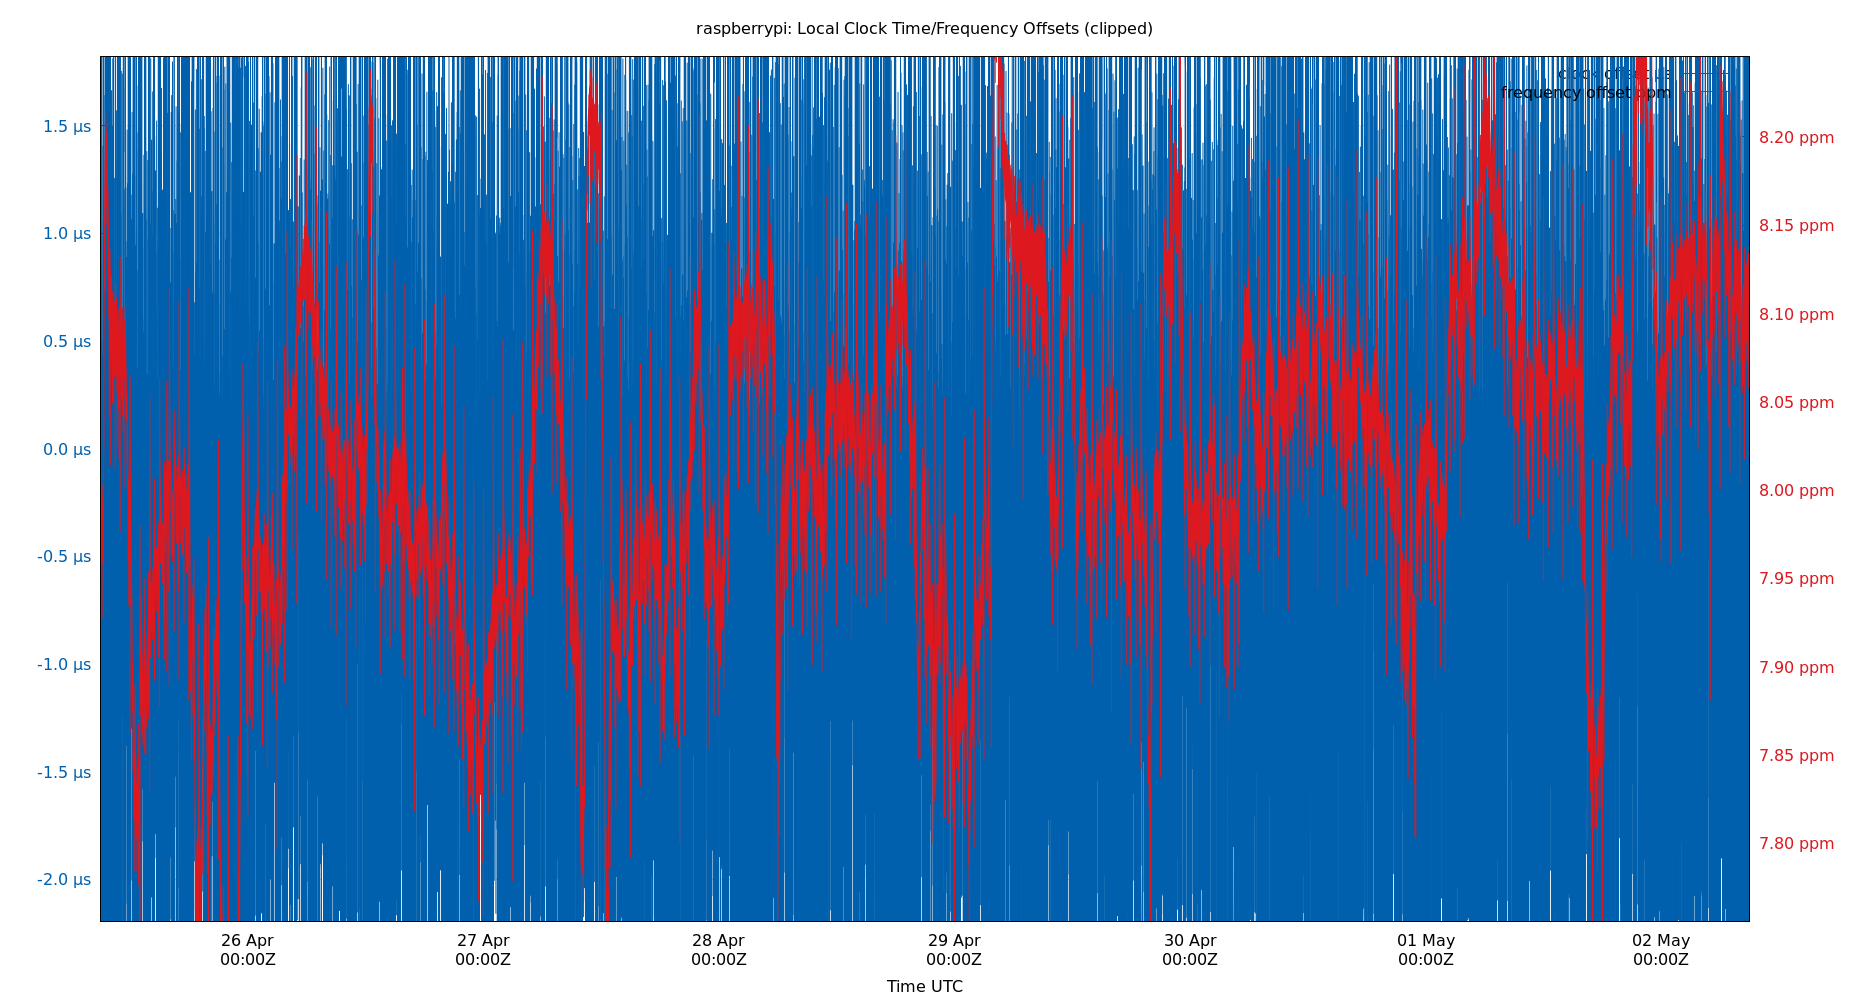 raspberrypi: Local Clock Time/Frequency Offsets (clipped)
clock offset µs
frequency offset ppm
1.5 µs
1.0 µs
0.5 µs
0.0 µs
-0.5 µs
-1.0 µs
-1.5 µs
-2.0 µs
8.20 ppm
8.15 ppm
8.10 ppm
8.05 ppm
8.00 ppm
7.95 ppm
7.90 ppm
7.85 ppm
7.80 ppm
26 Apr 27 Apr 28 Apr 29 Apr 30 Apr 01 May 02 May
00:00Z 00:00Z 00:00Z 00:00Z 00:00Z 00:00Z 00:00Z
Time UTC